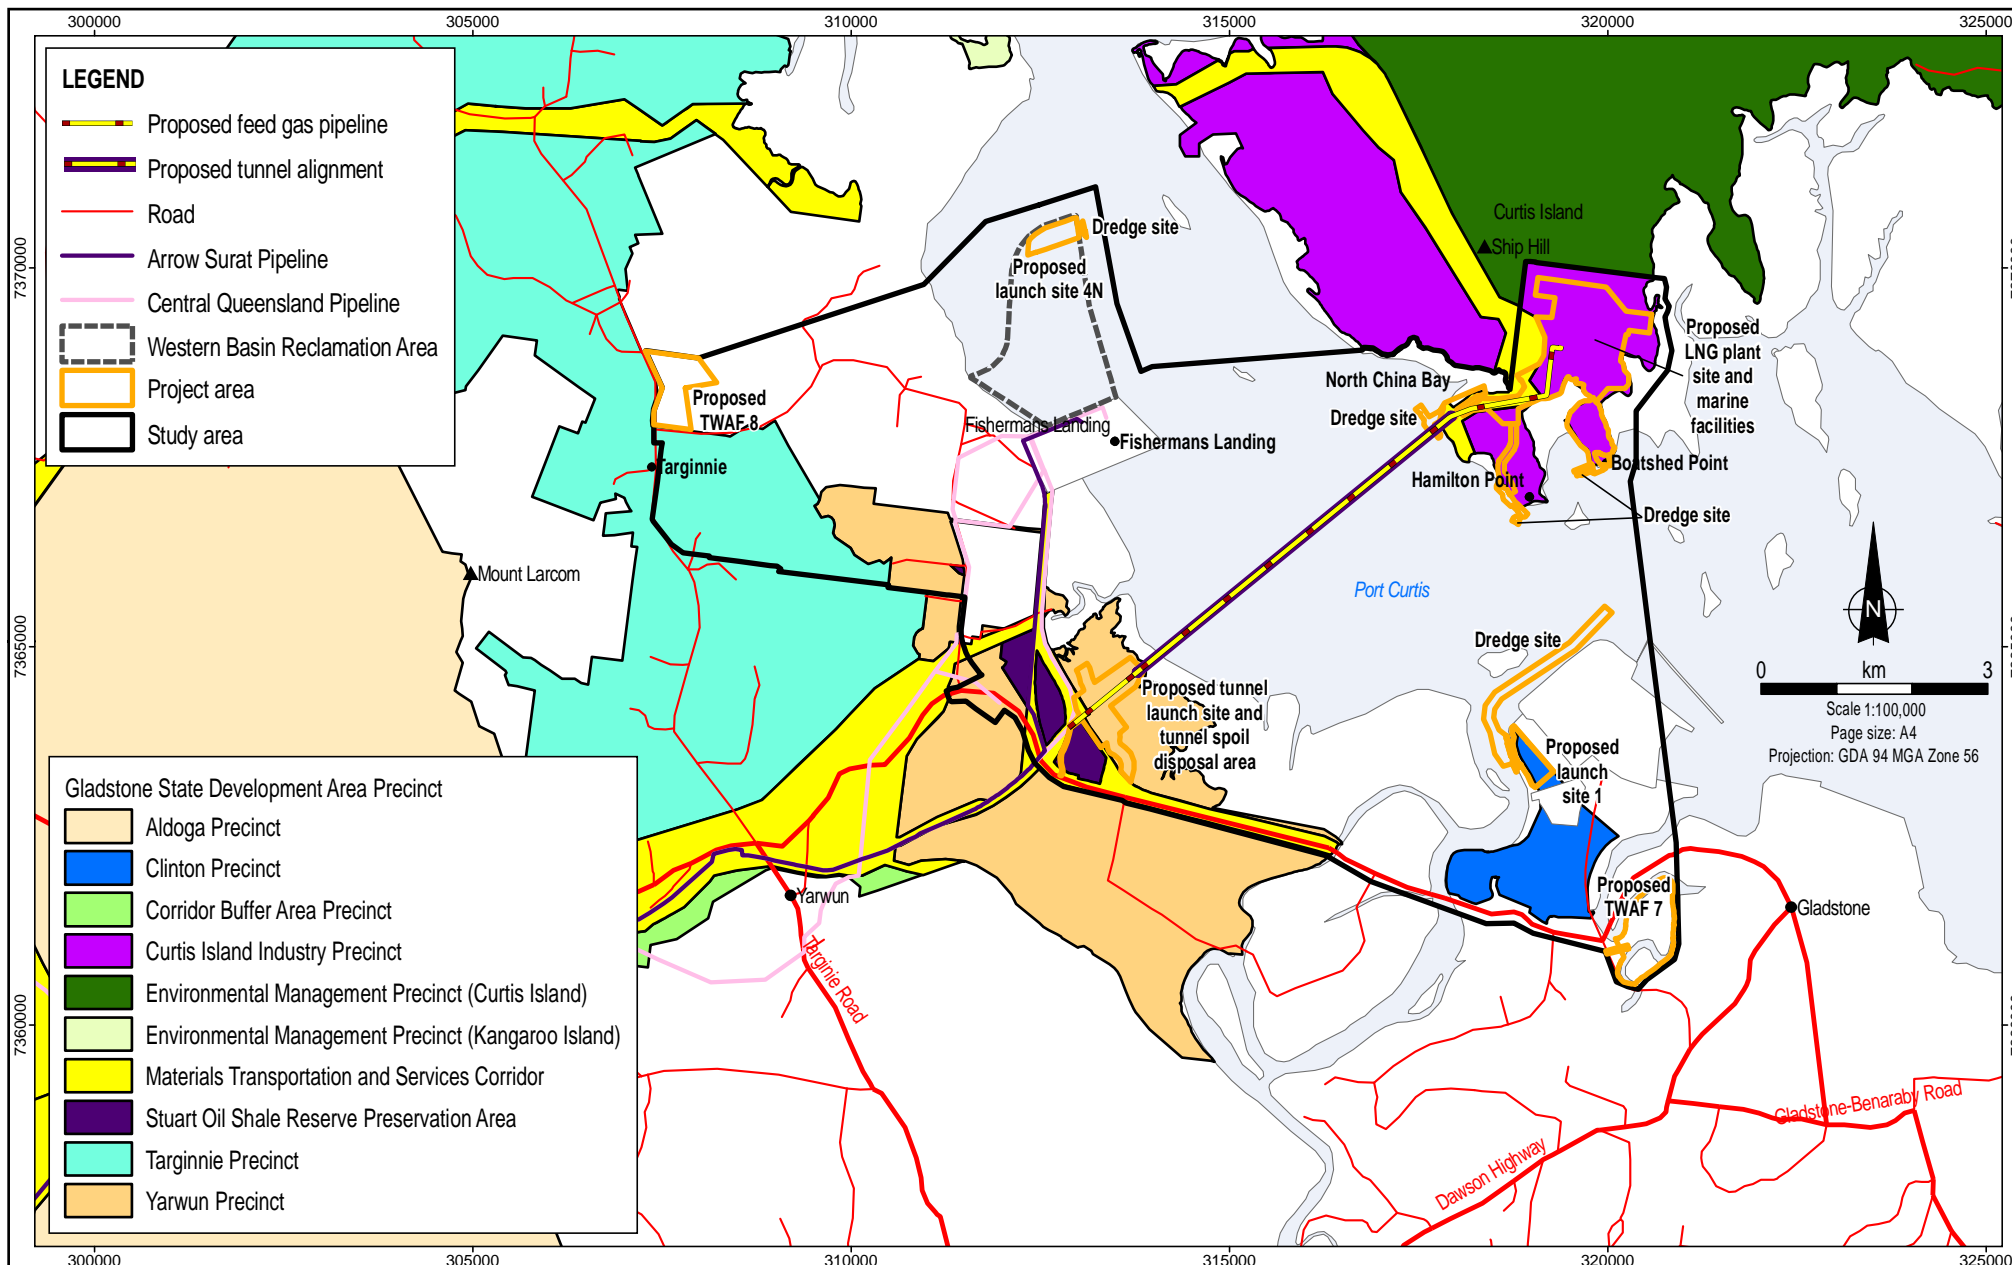 300000
305000
310000
315000
320000
325000
LEGEND
Proposed feed gas pipeline
Proposed tunnel alignment
Road
Arrow Surat Pipeline
Central Queensland Pipeline
Western Basin Reclamation Area
Project area
Study area
Curtis Island
Ship Hill
Dredge site
Proposed
launch site 4N
7370000
Proposed
LNG plant
site and
marine
facilities
North China Bay
Dredge site
Proposed
TWAF 8
Fishermans Landing
Fishermans Landing
Targinnie
Boatshed Point
Hamilton Point
Dredge site
Mount Larcom
Port Curtis
N
Dredge site
7365000
0 km 3
Scale 1:100,000
Page size: A4
Projection: GDA 94 MGA Zone 56
Proposed tunnel
launch site and
tunnel spoil
disposal area
Proposed
launch
site 1
Gladstone State Development Area Precinct
Aldoga Precinct
Clinton Precinct
Corridor Buffer Area Precinct
Curtis Island Industry Precinct
Environmental Management Precinct (Curtis Island)
Environmental Management Precinct (Kangaroo Island)
Materials Transportation and Services Corridor
Stuart Oil Shale Reserve Preservation Area
Targinnie Precinct
Yarwun Precinct
Proposed
TWAF 7
Yarwun
Gladstone
Targinie Road
7360000
Gladstone-Benaraby Road
Dawson Highway
300000
305000
310000
315000
320000
325000